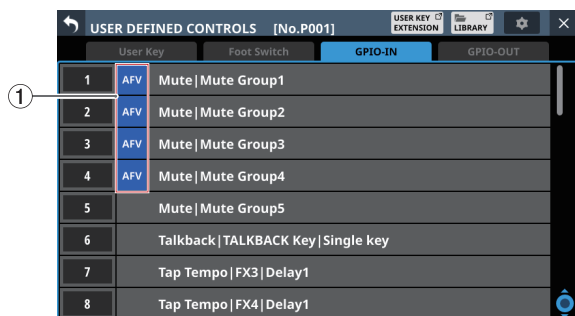 USER DEFINED CONTROLS [No.P001] USER KEY EXTENSION LIBRARY
User Key Foot Switch GPIO-IN GPIO-OUT
1 AFV Mute|Mute Group1
2 AFV Mute|Mute Group2
3 AFV Mute|Mute Group3
4 AFV Mute|Mute Group4
5 Mute|Mute Group5
6 Talkback|TALKBACK Key|Single key
7 Tap Tempo|FX3|Delay1
8 Tap Tempo|FX4|Delay1
1